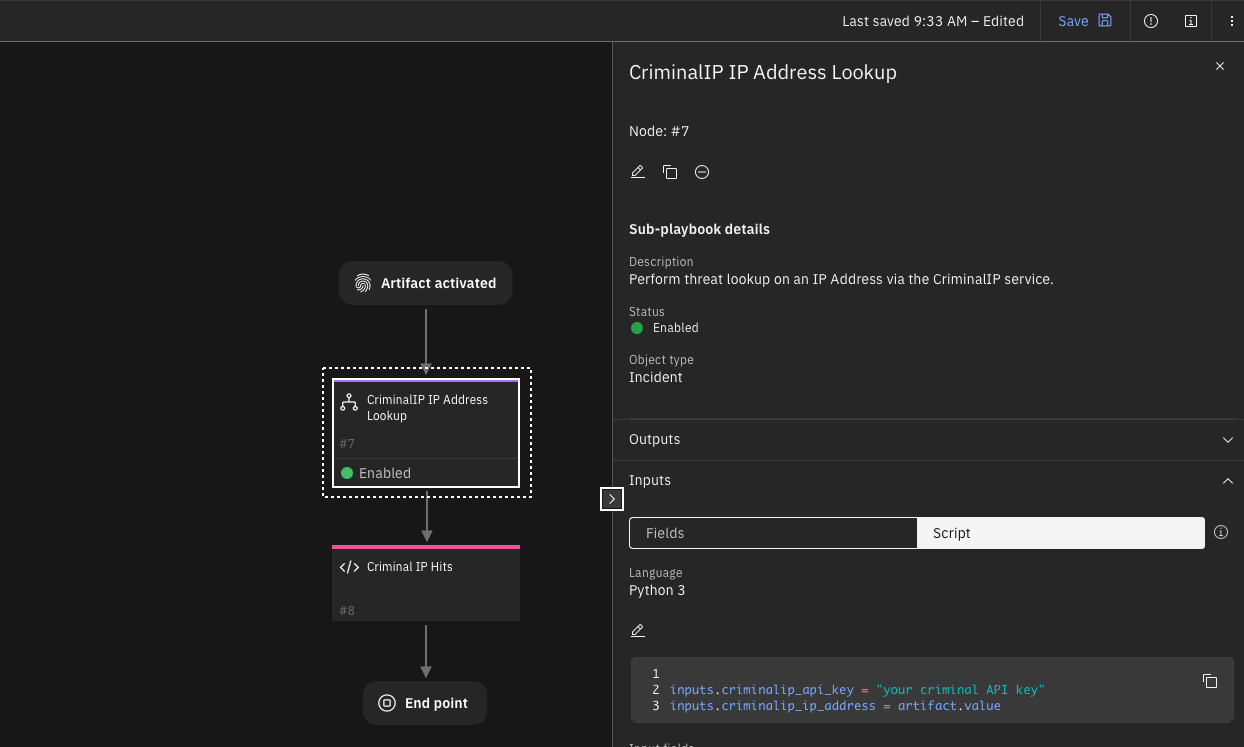 Last saved 9:33 AM – Edited
Save
CriminalIP IP Address Lookup
Node: #7
Sub-playbook details
Description
Perform threat lookup on an IP Address via the CriminalIP service.
Status
Enabled
Object type
Incident
Outputs
Inputs
Fields
Script
Language
Python 3
1
2 inputs.criminalip_api_key = "your criminal API key"
3 inputs.criminalip_ip_address = artifact.value
Input fields
Artifact activated
CriminalIP IP Address
Lookup
#7
Enabled
</> Criminal IP Hits
#8
End point